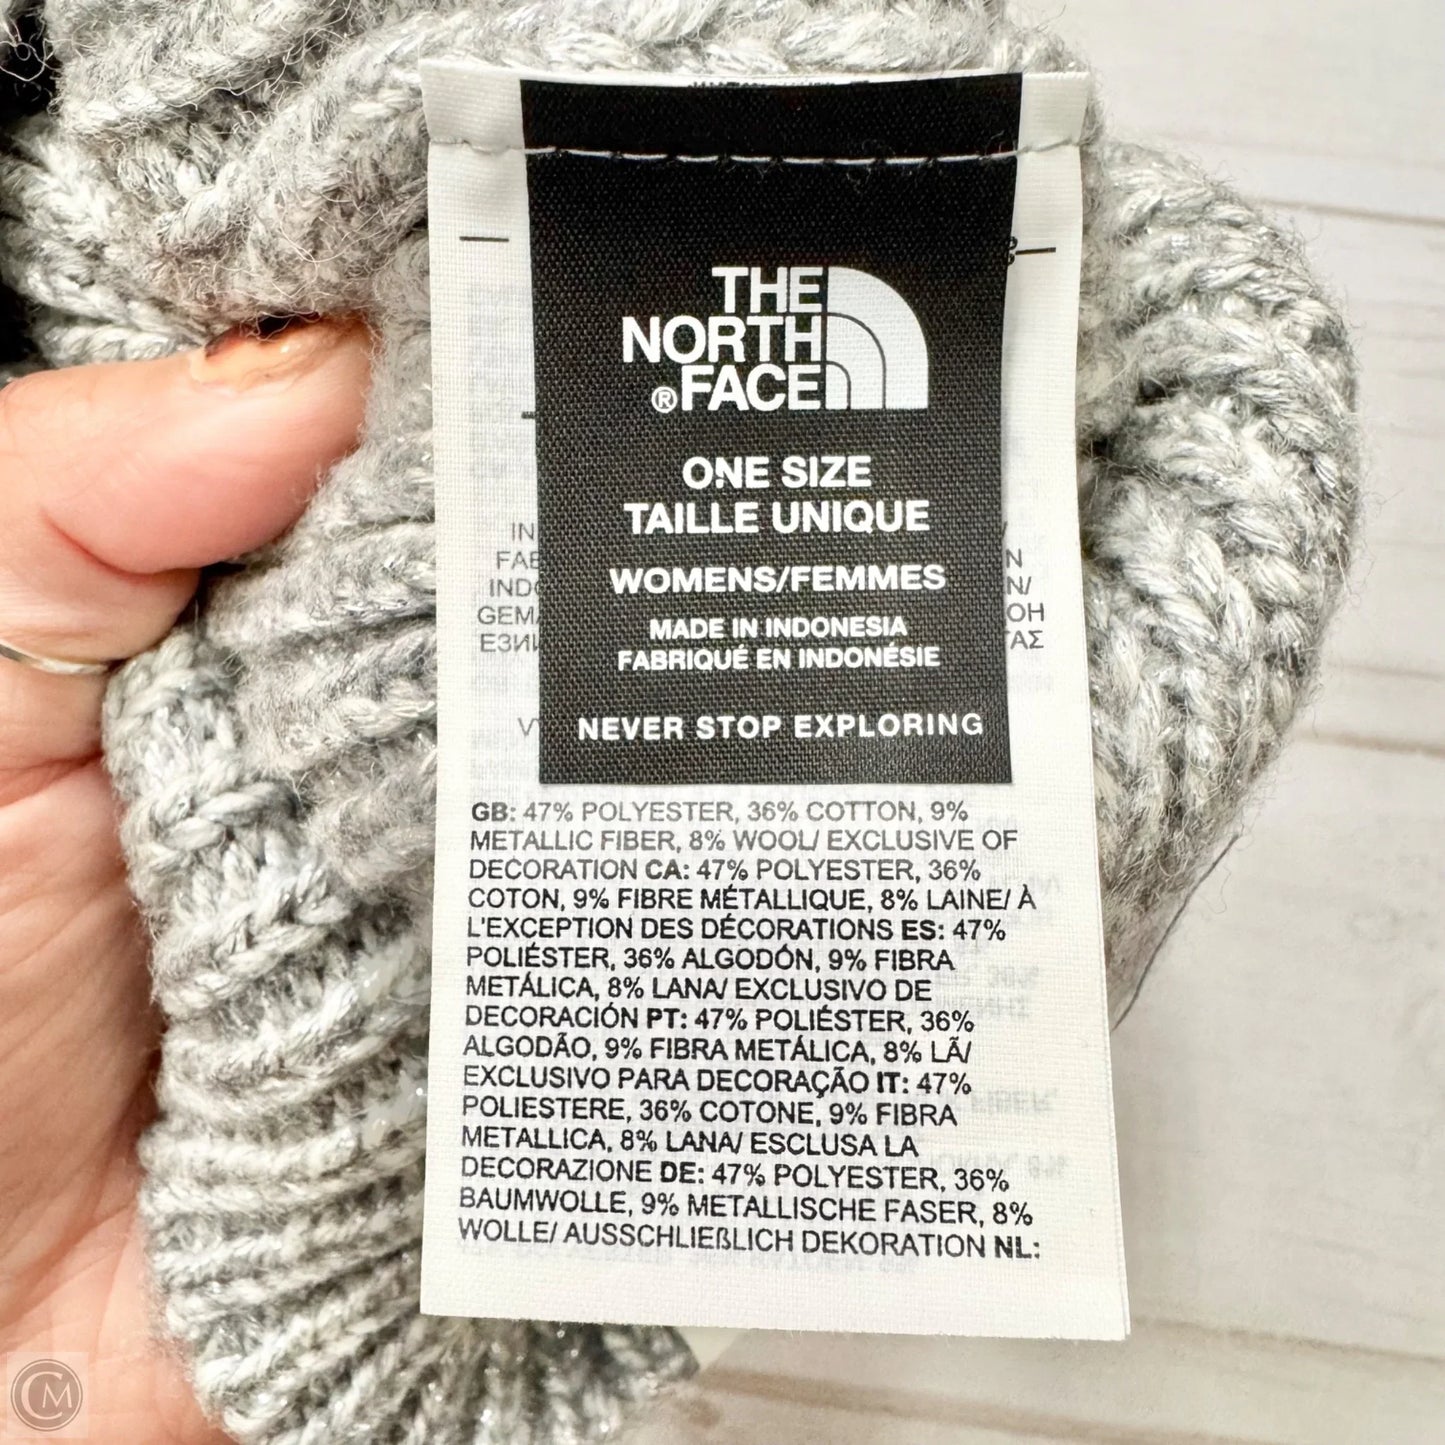 THE
NORTH
® FACE
ONE SIZE
TAILLE UNIQUE
WOMENS/FEMMES
MADE IN INDONESIA
FABRIQUÉ EN INDONÉSIE
NEVER STOP EXPLORING
GB: 47% POLYESTER, 36% COTTON, 9%
METALLIC FIBER, 8% WOOL/ EXCLUSIVE OF
DECORATION CA: 47% POLYESTER, 36%
COTON, 9% FIBRE MÉTALLIQUE, 8% LAINE/ À
L'EXCEPTION DES DÉCORATIONS ES: 47%
POLIÉSTER, 36% ALGODÓN, 9% FIBRA
METÁLICA, 8% LANA/ EXCLUSIVO DE
DECORACIÓN PT: 47% POLIÉSTER, 36%
ALGODÃO, 9% FIBRA METÁLICA, 8% LÃ/
EXCLUSIVO PARA DECORAÇÃO IT: 47%
POLIESTERE, 36% COTONE, 9% FIBRA
METALLICA, 8% LANA/ ESCLUSA LA
DECORAZIONE DE: 47% POLYESTER, 36%
BAUMWOLLE, 9% METALLISCHE FASER, 8%
WOLLE/ AUSSCHLIEßLICH DEKORATION NL:
CM